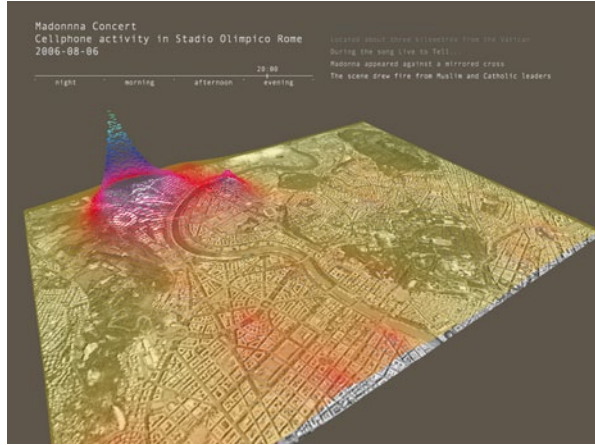 Madonnna Concert
Cellphone activity in Stadio Olimpico Rome
2006-08-06
Located about three kilometres from the Vatican
During the song Live to Tell...
Madonna appeared against a mirrored cross
The scene drew fire from Muslim and Catholic leaders
20:00
night morning afternoon evening